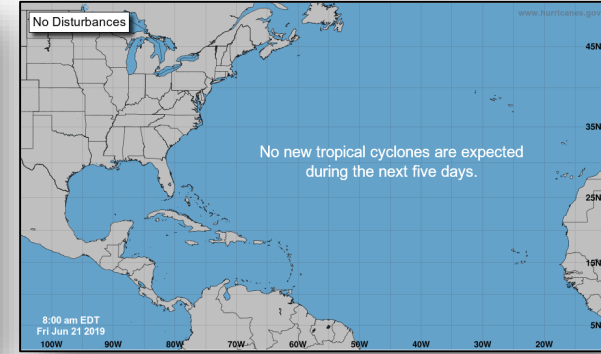 No Disturbances
www.hurricanes.gov
45N
35N
No new tropical cyclones are expected
during the next five days.
25N
15N
8:00 am EDT
Fri Jun 21 2019
5N
100W 90W 80W 70W 60W 50W 40W 30W 20W